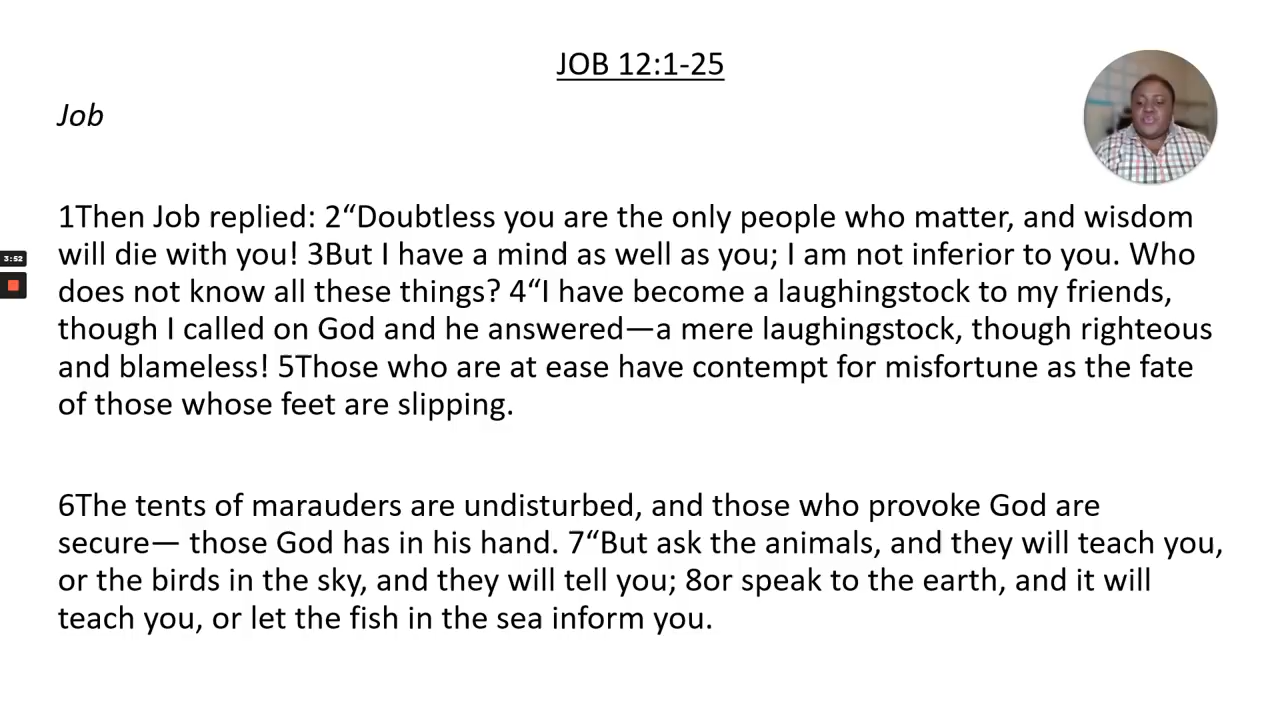 JOB 12:1-25
Job
1Then Job replied: 2“Doubtless you are the only people who matter, and wisdom
will die with you! 3But I have a mind as well as you; I am not inferior to you. Who
does not know all these things? 4“I have become a laughingstock to my friends,
though I called on God and he answered—a mere laughingstock, though righteous
and blameless! 5Those who are at ease have contempt for misfortune as the fate
of those whose feet are slipping.
3:52
6The tents of marauders are undisturbed, and those who provoke God are
secure— those God has in his hand. 7“But ask the animals, and they will teach you,
or the birds in the sky, and they will tell you; 8or speak to the earth, and it will
teach you, or let the fish in the sea inform you.